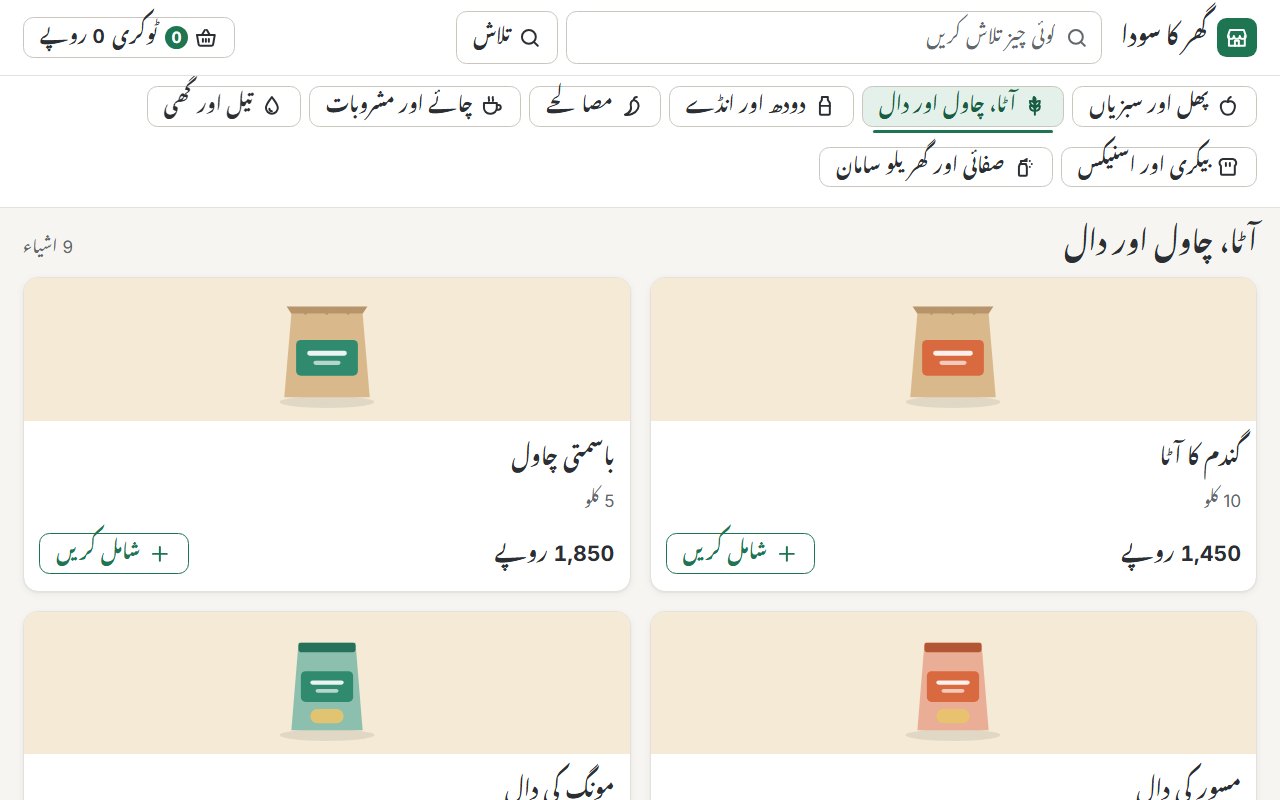 گھر کا سودا
کوئی چیز تلاش کریں
تلاش
0 ٹوکری 0 روپے
پھل اور سبزیاں
آٹا، چاول اور دال
دودھ اور انڈے
مصالحے
چائے اور مشروبات
تیل اور گھی
بیکری اور اسنیکس
صفائی اور گھریلو سامان
آٹا، چاول اور دال
9 اشیاء
گندم کا آٹا
10 کلو
1,450 روپے
شامل کریں
باسمتی چاول
5 کلو
1,850 روپے
شامل کریں
مسور کی دال
مونگ کی دال